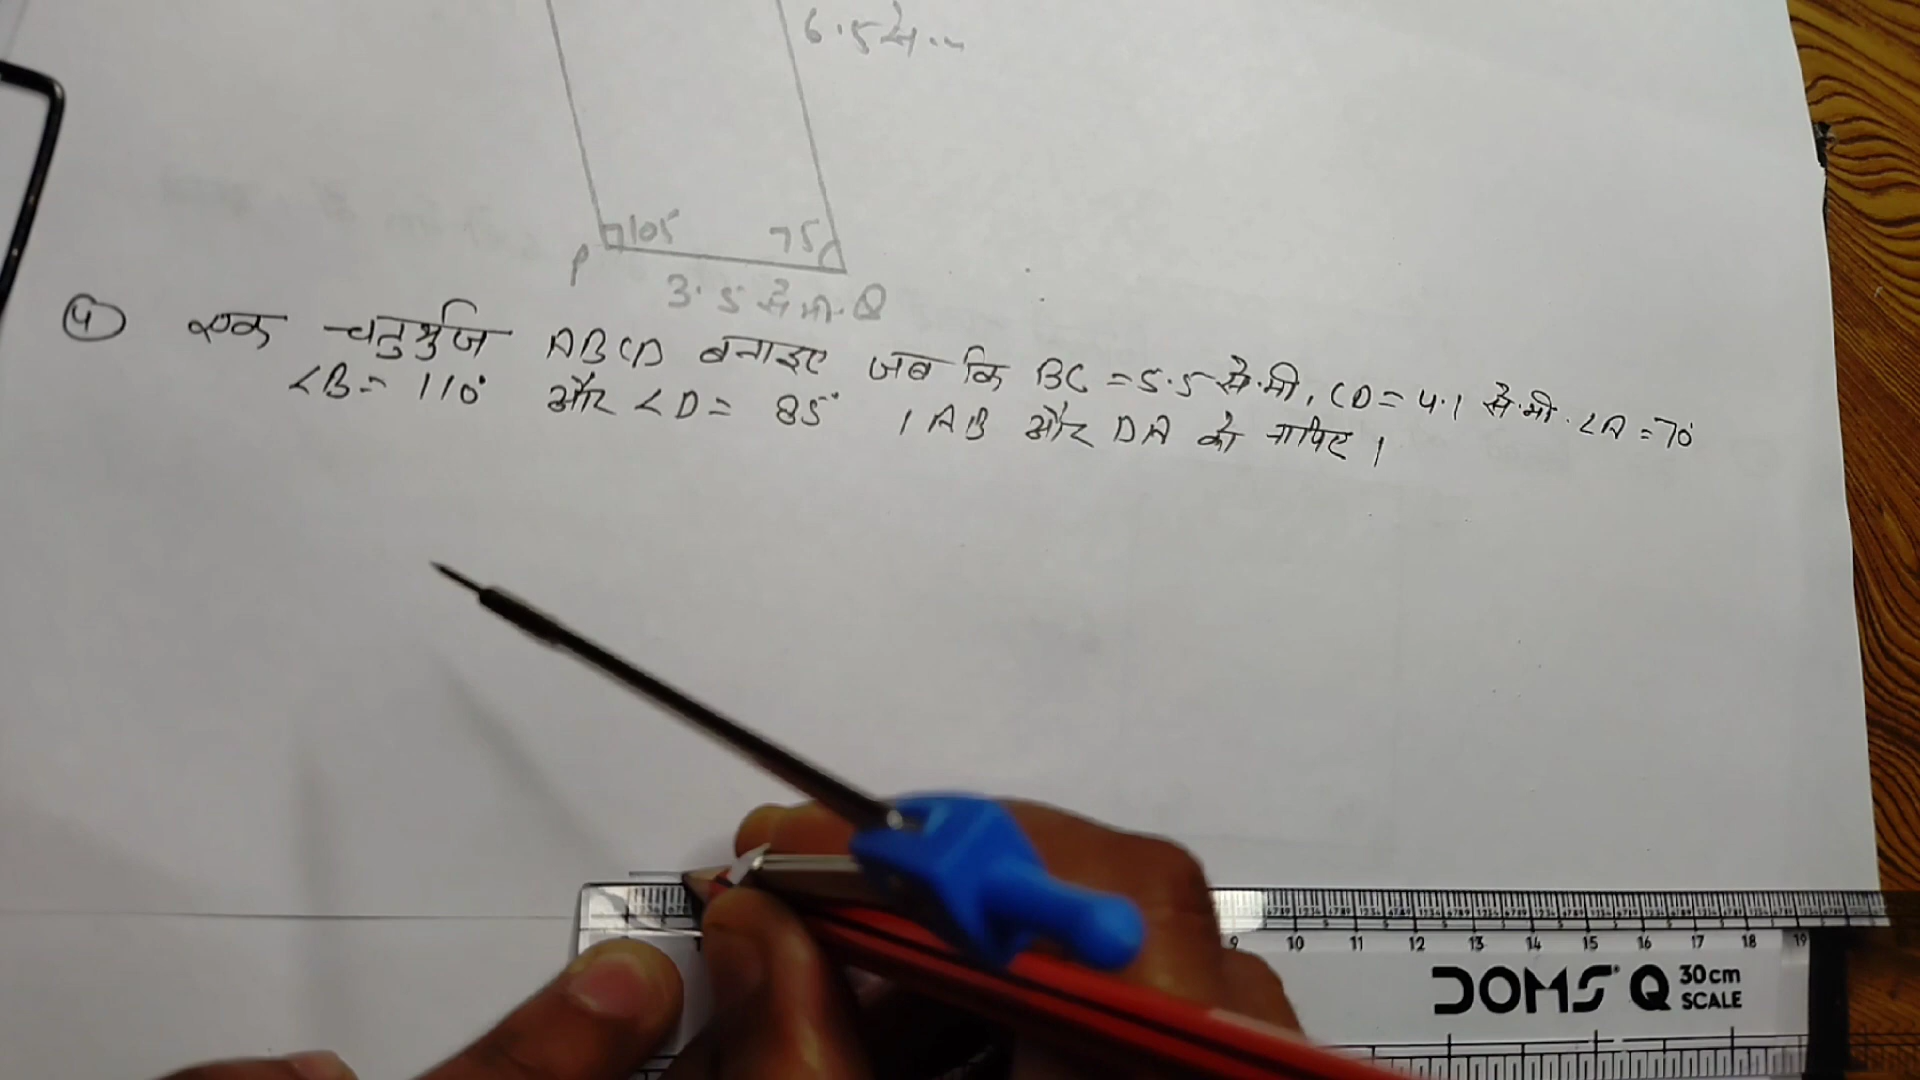 6.5 से.मी
105 75
P 3.5 से.मी. Q
④ एक चतुर्भुज ABCD बनाइए जब कि BC = 5.5 से.मी, CD = 4.1 से.मी. <A = 70°
<B = 110° और <D = 85° । AB और DA को नापिए ।
9 10 11 12 13 14 15 16 17 18 19
DOMS Q 30cm
SCALE